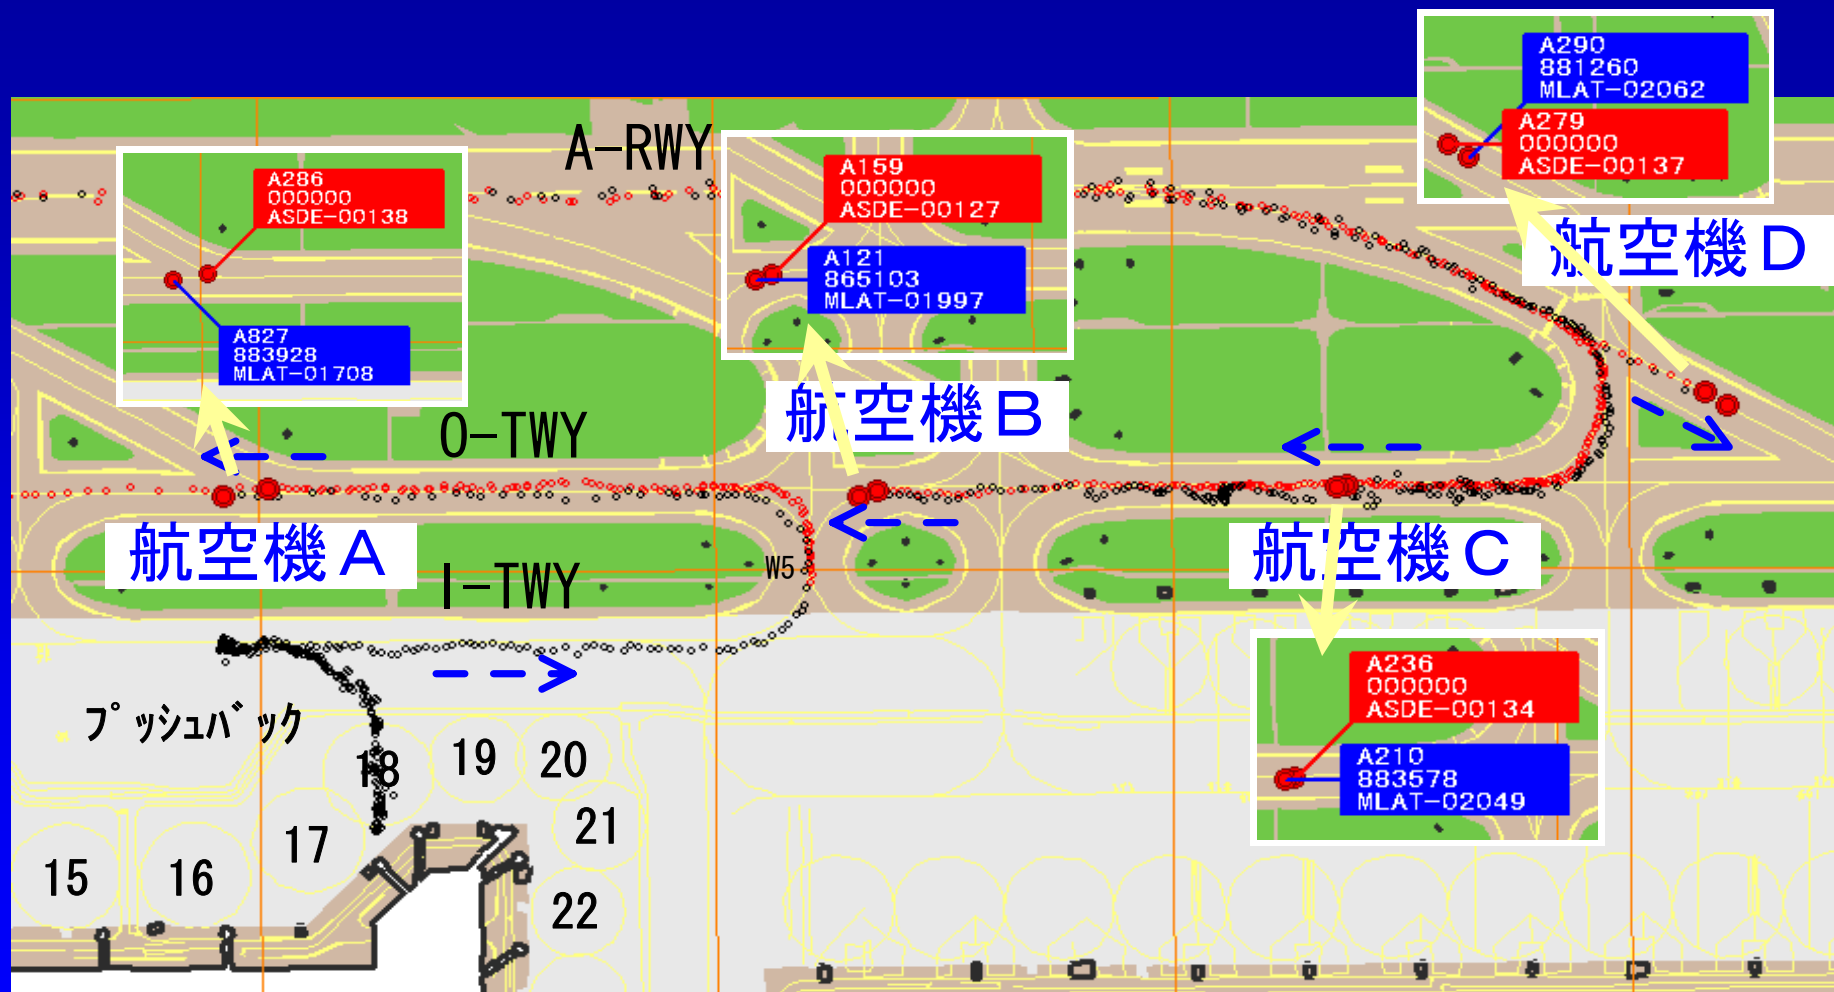 A290
881260
MLAT-02062
A279
000000
ASDE-00137
航空機D
A-RWY
A286
000000
ASDE-00138
A827
883928
MLAT-01708
A159
000000
ASDE-00127
A121
865103
MLAT-01997
航空機B
O-TWY
航空機A
I-TWY
W5
航空機C
A236
000000
ASDE-00134
A210
883578
MLAT-02049
プッシュバック
18
19
20
21
17
15
16
22